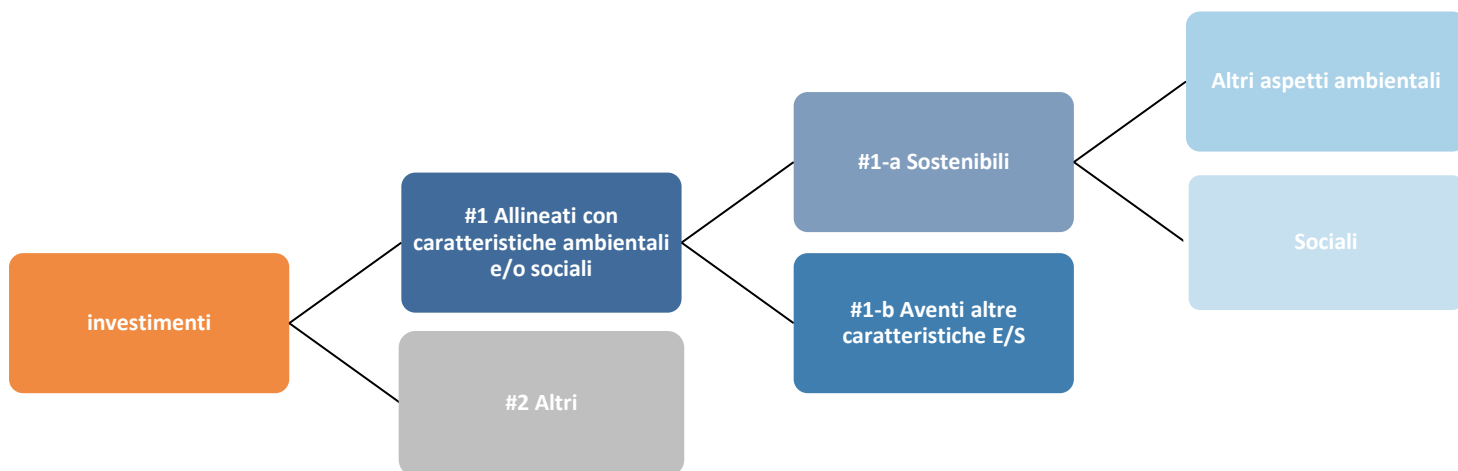 investimenti
#1 Allineati con
caratteristiche ambientali
e/o sociali
#2 Altri
#1-a Sostenibili
#1-b Aventi altre
caratteristiche E/S
Altri aspetti ambientali
Sociali